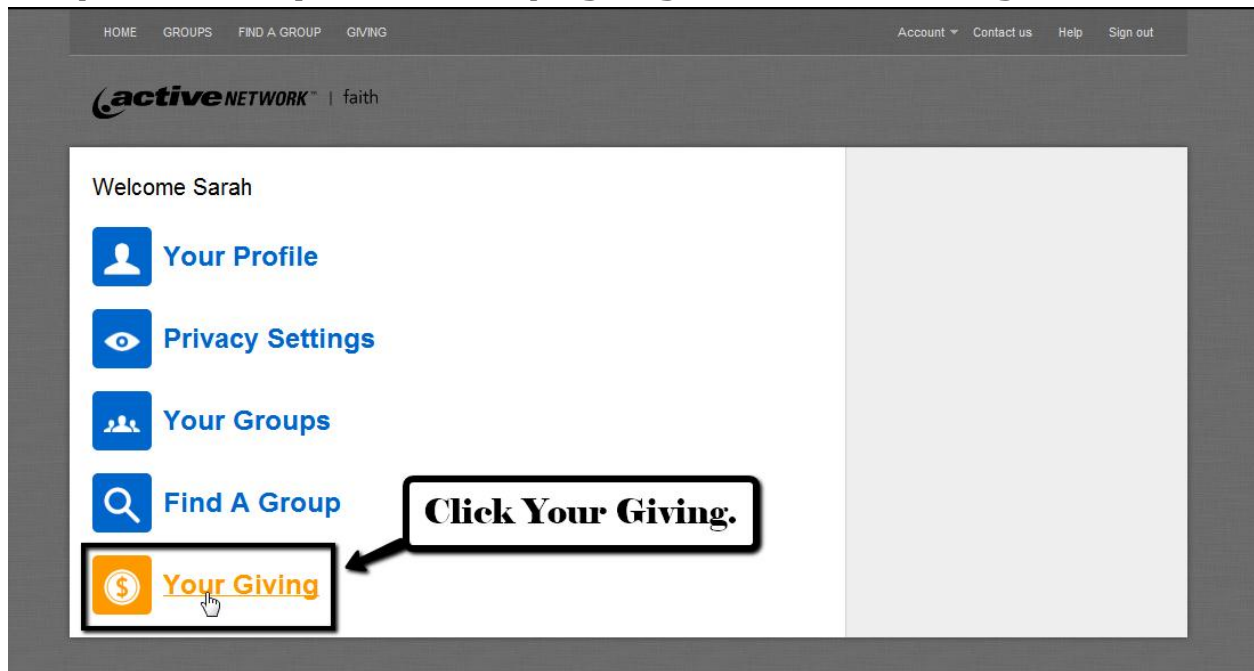 HOME GROUPS FIND A GROUP GIVING Account Contact us Help Sign out
active NETWORK™ | faith
Welcome Sarah
Your Profile
Privacy Settings
Your Groups
Find A Group
Click Your Giving.
$ Your Giving